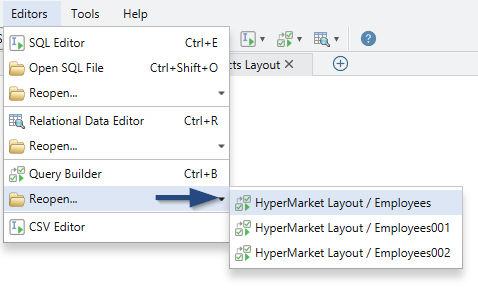 Editors Tools Help
SQL Editor Ctrl+E
Open SQL File Ctrl+Shift+O
Reopen...
Relational Data Editor Ctrl+R
Reopen...
Query Builder Ctrl+B
Reopen...
CSV Editor
cts Layout
HyperMarket Layout / Employees
HyperMarket Layout / Employees001
HyperMarket Layout / Employees002